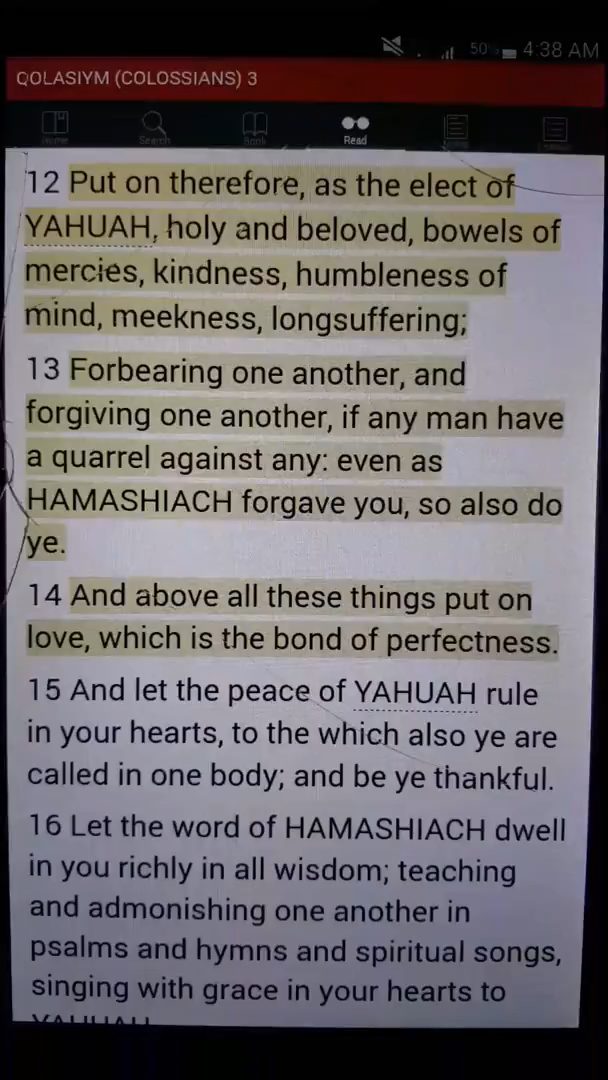 50% 4:38 AM
QOLASIYM (COLOSSIANS) 3
Home Search Book Read
12 Put on therefore, as the elect of
YAHUAH, holy and beloved, bowels of
mercies, kindness, humbleness of
mind, meekness, longsuffering;
13 Forbearing one another, and
forgiving one another, if any man have
a quarrel against any: even as
HAMASHIACH forgave you, so also do
ye.
14 And above all these things put on
love, which is the bond of perfectness.
15 And let the peace of YAHUAH rule
in your hearts, to the which also ye are
called in one body; and be ye thankful.
16 Let the word of HAMASHIACH dwell
in you richly in all wisdom; teaching
and admonishing one another in
psalms and hymns and spiritual songs,
singing with grace in your hearts to
YAHUAH